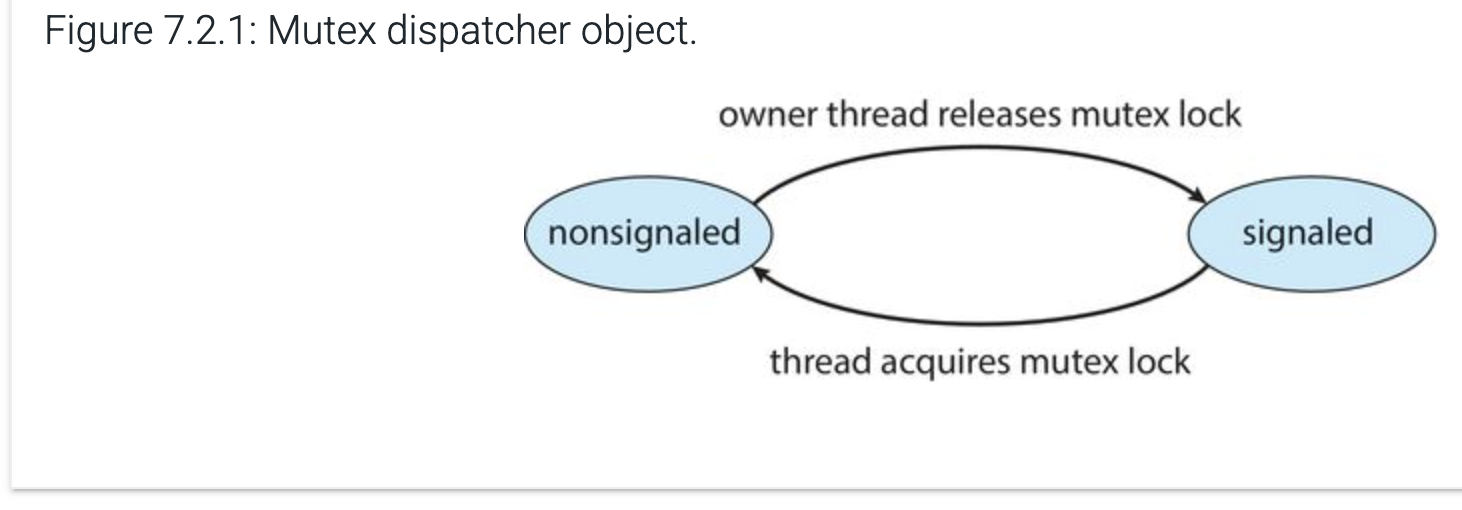 Figure 7.2.1: Mutex dispatcher object.
owner thread releases mutex lock
nonsignaled
signaled
thread acquires mutex lock